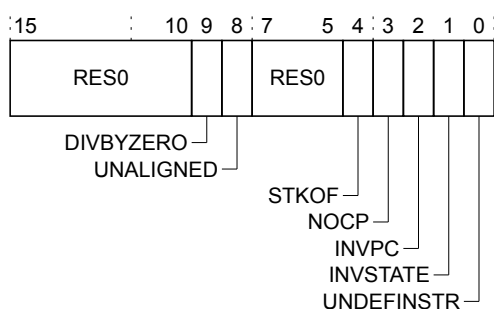 15 10 9 8 7 5 4 3 2 1 0
RES0 RES0
DIVBYZERO
UNALIGNED
STKOF
NOCP
INVPC
INVSTATE
UNDEFINSTR